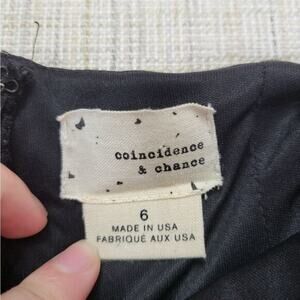 coincidence
& chance
6
MADE IN USA
FABRIQUÉ AUX USA